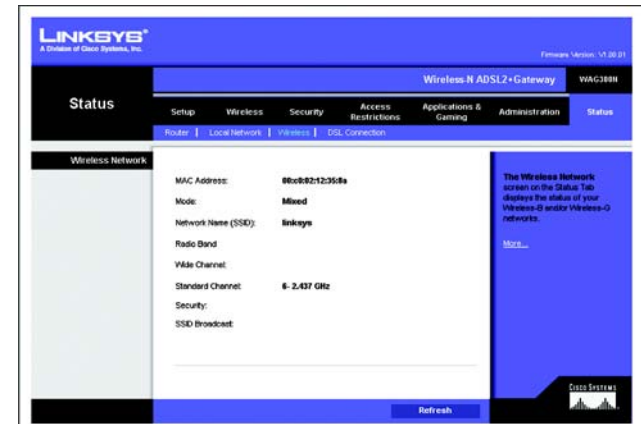 LINKSYS®
A Division of Cisco Systems, Inc.
Firmware Version: V1.00.01
Wireless-N ADSL2+Gateway WAG300N
Status
Setup Wireless Security Access Restrictions Applications & Gaming Administration Status
Router | Local Network | Wireless | DSL Connection
Wireless Network
MAC Address: 00:c0:02:12:35:8a
Mode: Mixed
Network Name (SSID): linksys
Radio Band
Wide Channel:
Standard Channel: 6- 2.437 GHz
Security:
SSID Broadcast:
The Wireless Network
screen on the Status Tab
displays the status of your
Wireless-B and/or Wireless-G
networks.
More...
Refresh
CISCO SYSTEMS